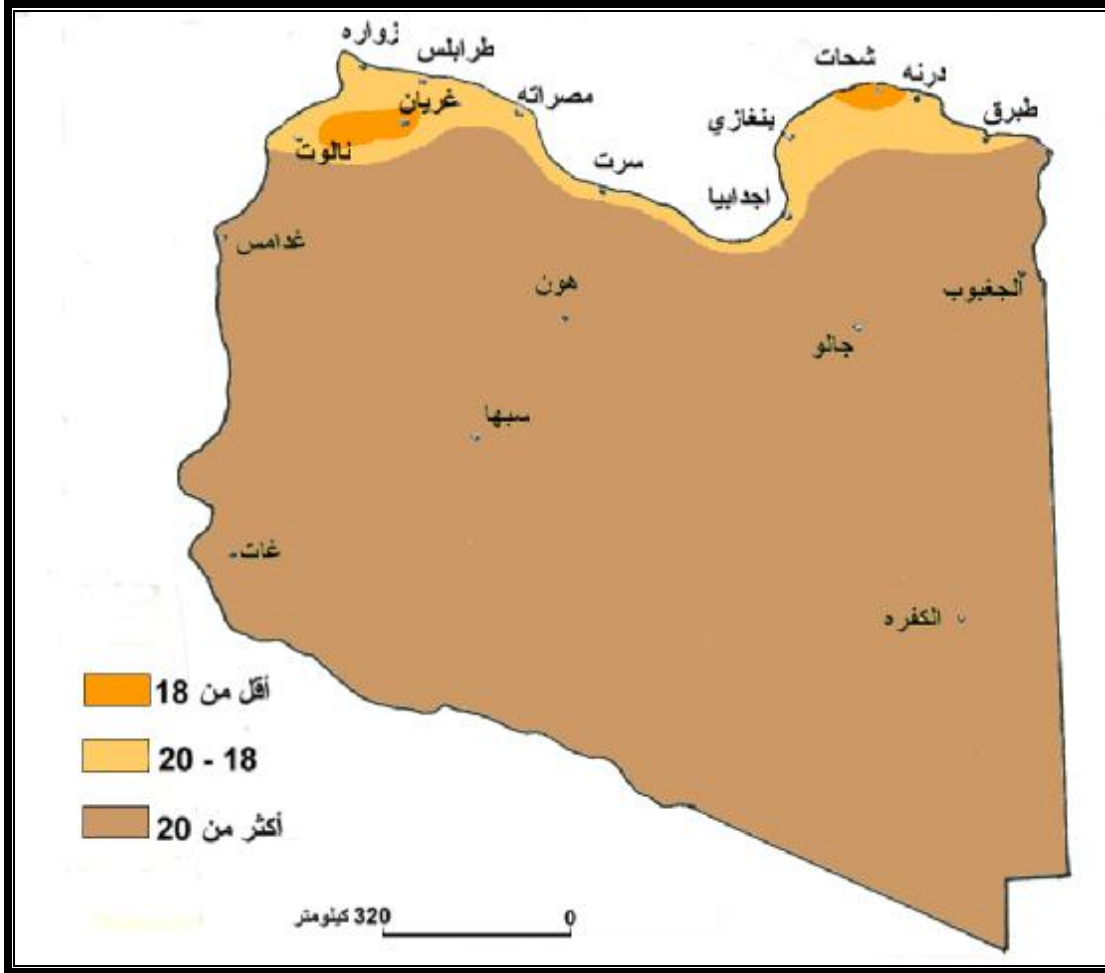 زواره
طرابلس
شحات
درنه
غريان
مصراته
بنغازي
طبرق
نالوت
سرت
اجدابيا
غدامس
هون
الجغبوب
جالو
سبها
غات
الكفره
أقل من 18
20 - 18
أكثر من 20
320 كيلومتر
0